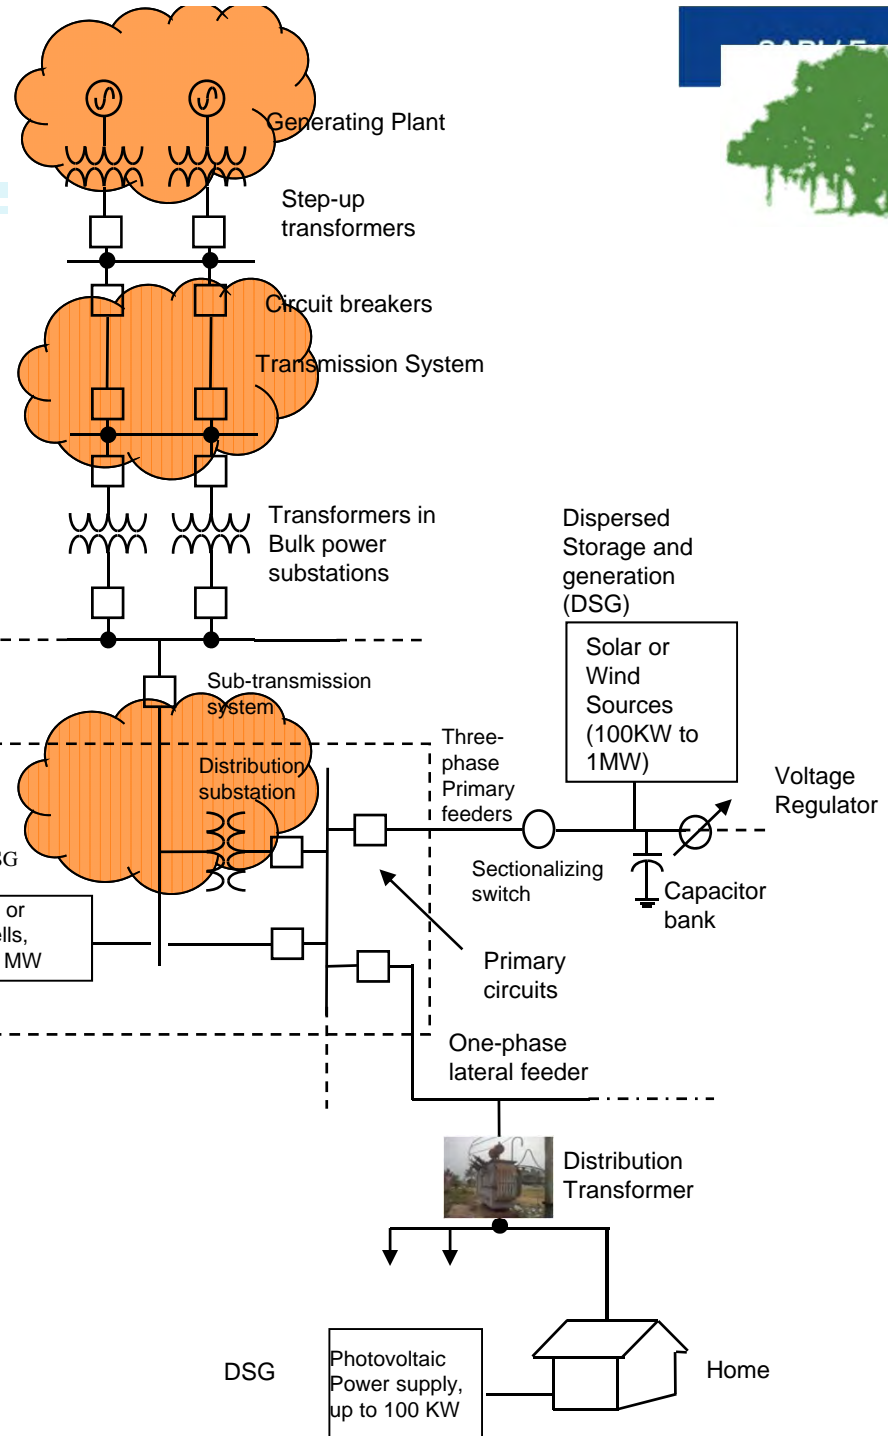 Generating Plant
Step-up
transformers
Circuit breakers
Transmission System
Transformers in
Bulk power
substations
Dispersed
Storage and
generation
(DSG)
Solar or
Wind
Sources
(100KW to
1MW)
Sub-transmission
system
Three-
phase
Primary
feeders
Distribution
substation
Voltage
Regulator
Sectionalizing
switch
Capacitor
bank
or
MW
Primary
circuits
One-phase
lateral feeder
Distribution
Transformer
DSG
Photovoltaic
Power supply,
up to 100 KW
Home